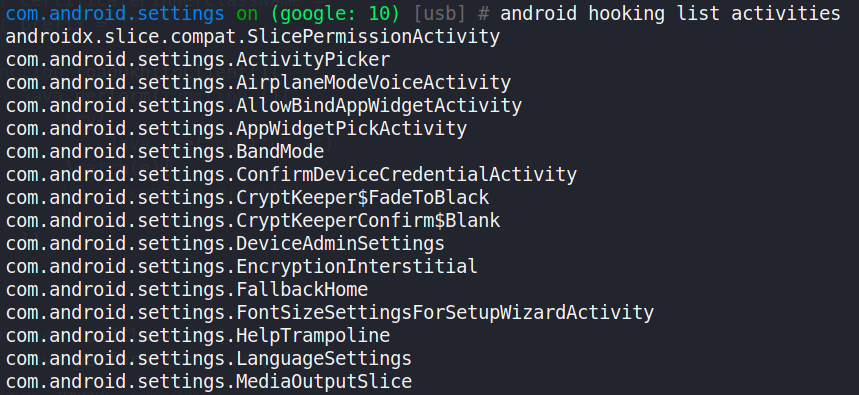 com.android.settings on (google: 10) [usb] # android hooking list activities
androidx.slice.compat.SlicePermissionActivity
com.android.settings.ActivityPicker
com.android.settings.AirplaneModeVoiceActivity
com.android.settings.AllowBindAppWidgetActivity
com.android.settings.AppWidgetPickActivity
com.android.settings.BandMode
com.android.settings.ConfirmDeviceCredentialActivity
com.android.settings.CryptKeeper$FadeToBlack
com.android.settings.CryptKeeperConfirm$Blank
com.android.settings.DeviceAdminSettings
com.android.settings.EncryptionInterstitial
com.android.settings.FallbackHome
com.android.settings.FontSizeSettingsForSetupWizardActivity
com.android.settings.HelpTrampoline
com.android.settings.LanguageSettings
com.android.settings.MediaOutputSlice